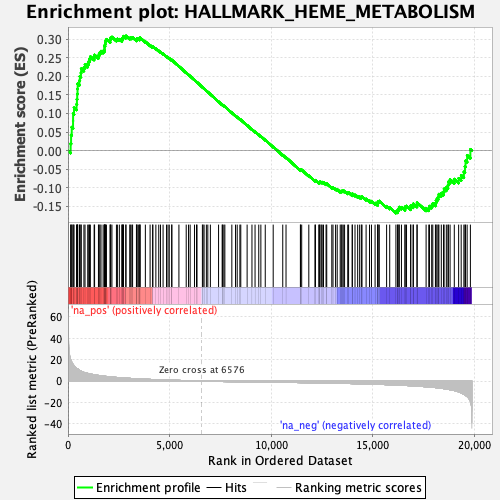 Enrichment plot: HALLMARK_HEME_METABOLISM
Enrichment score (ES)
0.30
0.25
0.20
0.15
0.10
0.05
0.00
-0.05
-0.10
-0.15
'na_pos' (positively correlated)
Ranked list metric (PreRanked)
60
40
20
0
-20
-40
Zero cross at 6576
'na_neg' (negatively correlated)
0
5,000
10,000
15,000
20,000
Rank in Ordered Dataset
Enrichment profile
Hits
Ranking metric scores